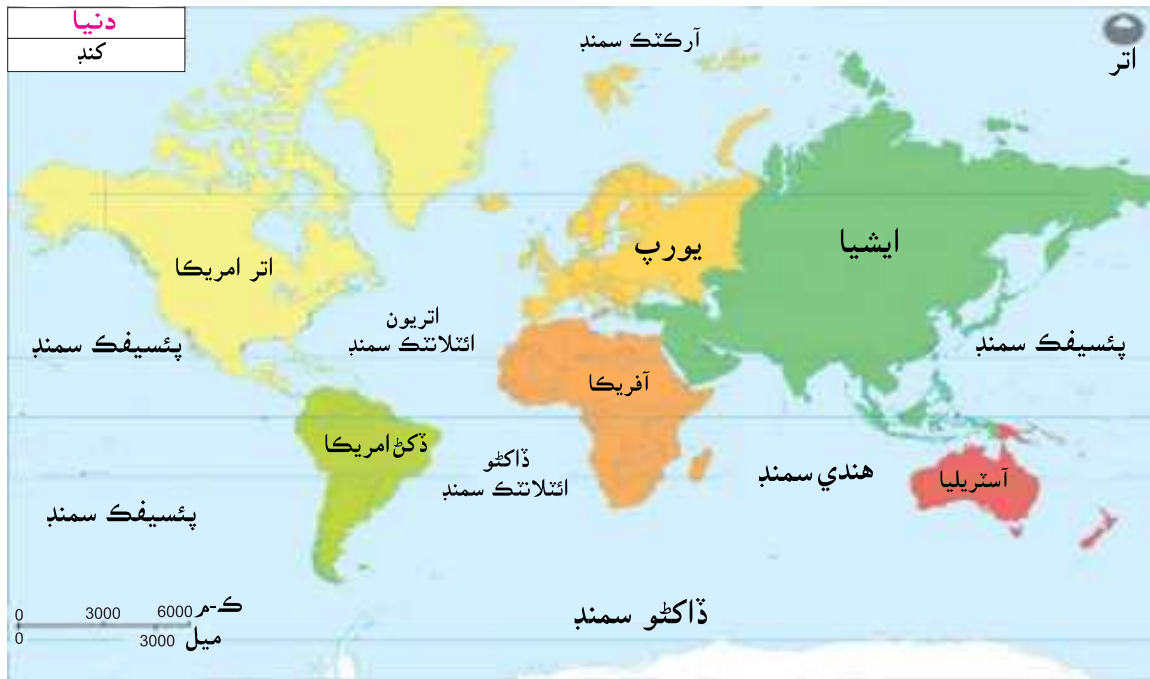 دنيا
کنڊ
آرڪٽڪ سمنڊ
اتر
ايشيا
يورپ
اتر امريڪا
اتريون
ائٽلانٽڪ سمنڊ
پئسيفڪ سمنڊ
پئسيفڪ سمنڊ
آفريڪا
ڏکڻ امريڪا
ڏاکڻو
ائٽلانٽڪ سمنڊ
هندي سمنڊ
آسٽريليا
پئسيفڪ سمنڊ
ڏاکڻو سمنڊ
0 3000 6000 ڪ-م
0 3000 ميل